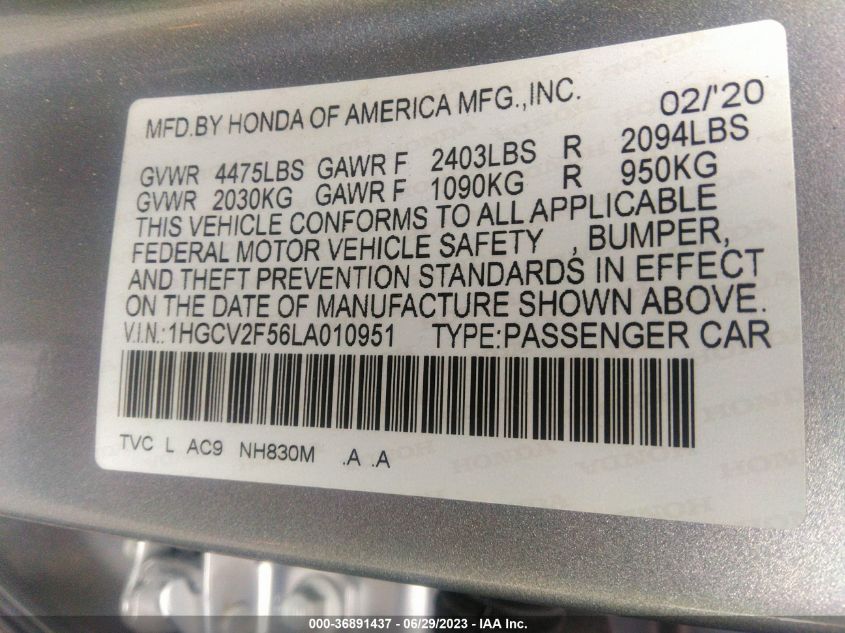 MFD.BY HONDA OF AMERICA MFG.,INC. 02/'20
GVWR 4475LBS GAWR F 2403LBS R 2094LBS
GVWR 2030KG GAWR F 1090KG R 950KG
THIS VEHICLE CONFORMS TO ALL APPLICABLE
FEDERAL MOTOR VEHICLE SAFETY , BUMPER,
AND THEFT PREVENTION STANDARDS IN EFFECT
ON THE DATE OF MANUFACTURE SHOWN ABOVE.
V.I.N.:1HGCV2F56LA010951 TYPE:PASSENGER CAR
TVC L AC9 NH830M .A .A
000-36891437 - 06/29/2023 - IAA Inc.